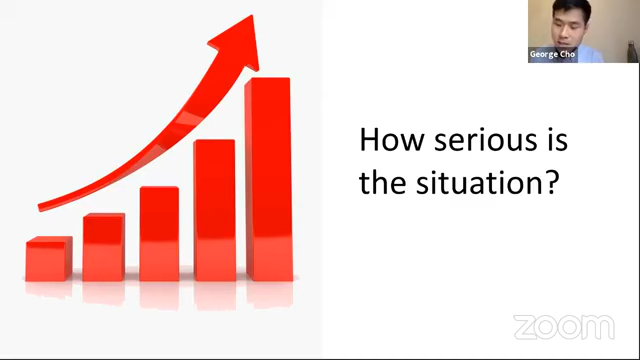 George Cho
How serious is
the situation?
zoom